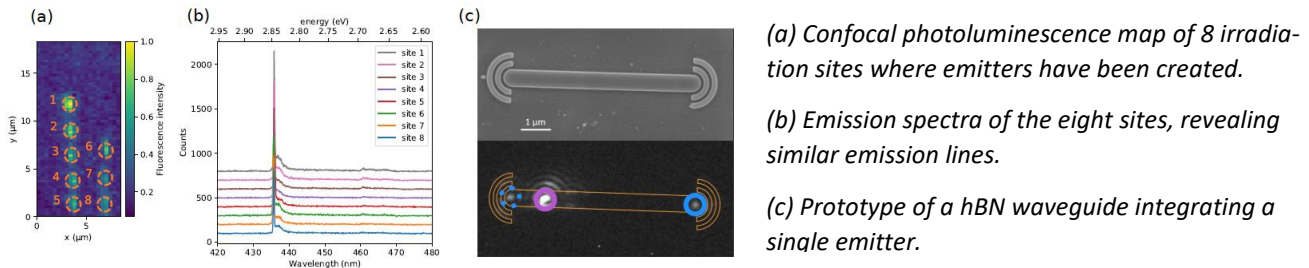 (a)
(b)
(c)
energy (eV)
2.95 2.90 2.85 2.80 2.75 2.70 2.65 2.60
15
10
5
0
y (μm)
0 5
x (μm)
1
2
3
4
5
6
7
8
1.0
0.8
0.6
0.4
0.2
Fluorescence intensity
2000
1500
1000
500
0
Counts
420 430 440 450 460 470 480
Wavelength (nm)
site 1
site 2
site 3
site 4
site 5
site 6
site 7
site 8
1 μm
(a) Confocal photoluminescence map of 8 irradia-
tion sites where emitters have been created.
(b) Emission spectra of the eight sites, revealing
similar emission lines.
(c) Prototype of a hBN waveguide integrating a
single emitter.